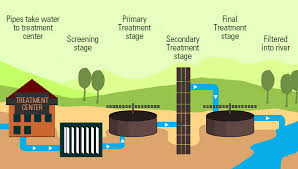 Pipes take water
to treatment
center
Screening
stage
Primary
Treatment
stage
Secondary
Treatment
stage
Final
Treatment
stage
Filtered into
river
TREATMENT
CENTER